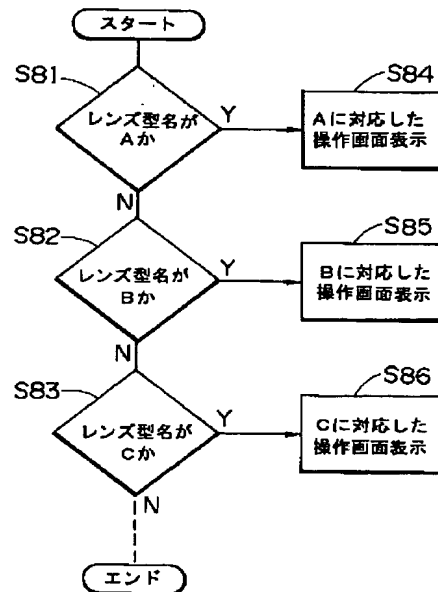 スタート
S81
レンズ型名が
Aか
Y
N
S84
Aに対応した
操作画面表示
S82
レンズ型名が
Bか
Y
N
S85
Bに対応した
操作画面表示
S83
レンズ型名が
Cか
Y
N
S86
Cに対応した
操作画面表示
エンド